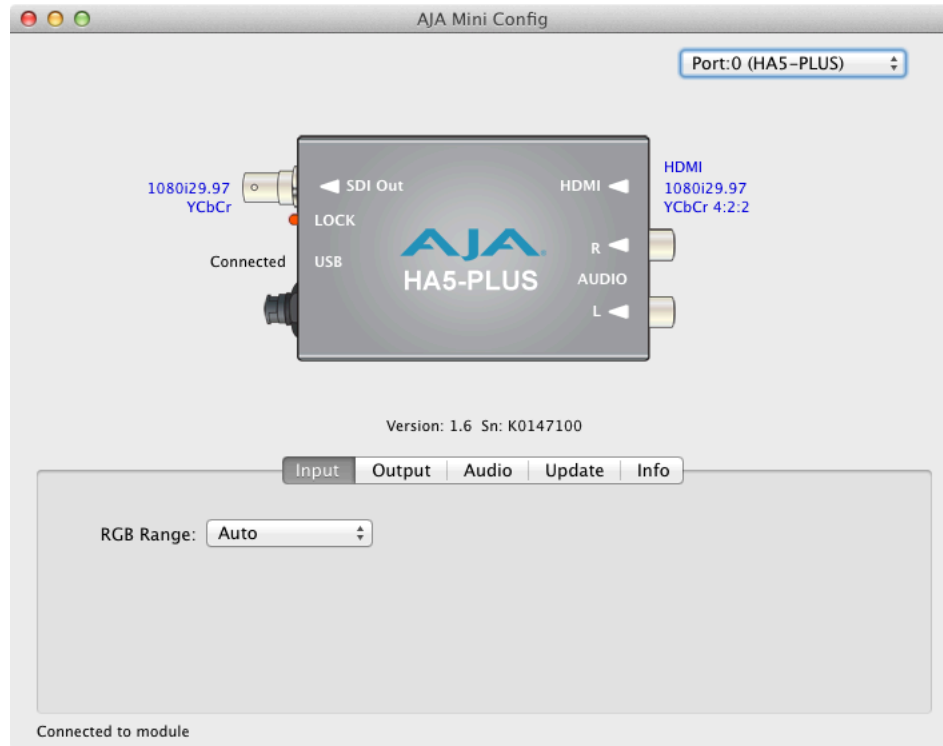 AJA Mini Config
Port:0 (HA5-PLUS)
HDMI
1080i29.97
YCbCr 4:2:2
1080i29.97
YCbCr
SDI Out
HDMI
LOCK
Connected
USB
R
AJA
HA5-PLUS
AUDIO
L
Version: 1.6 Sn: K0147100
Input Output Audio Update Info
RGB Range: Auto
Connected to module